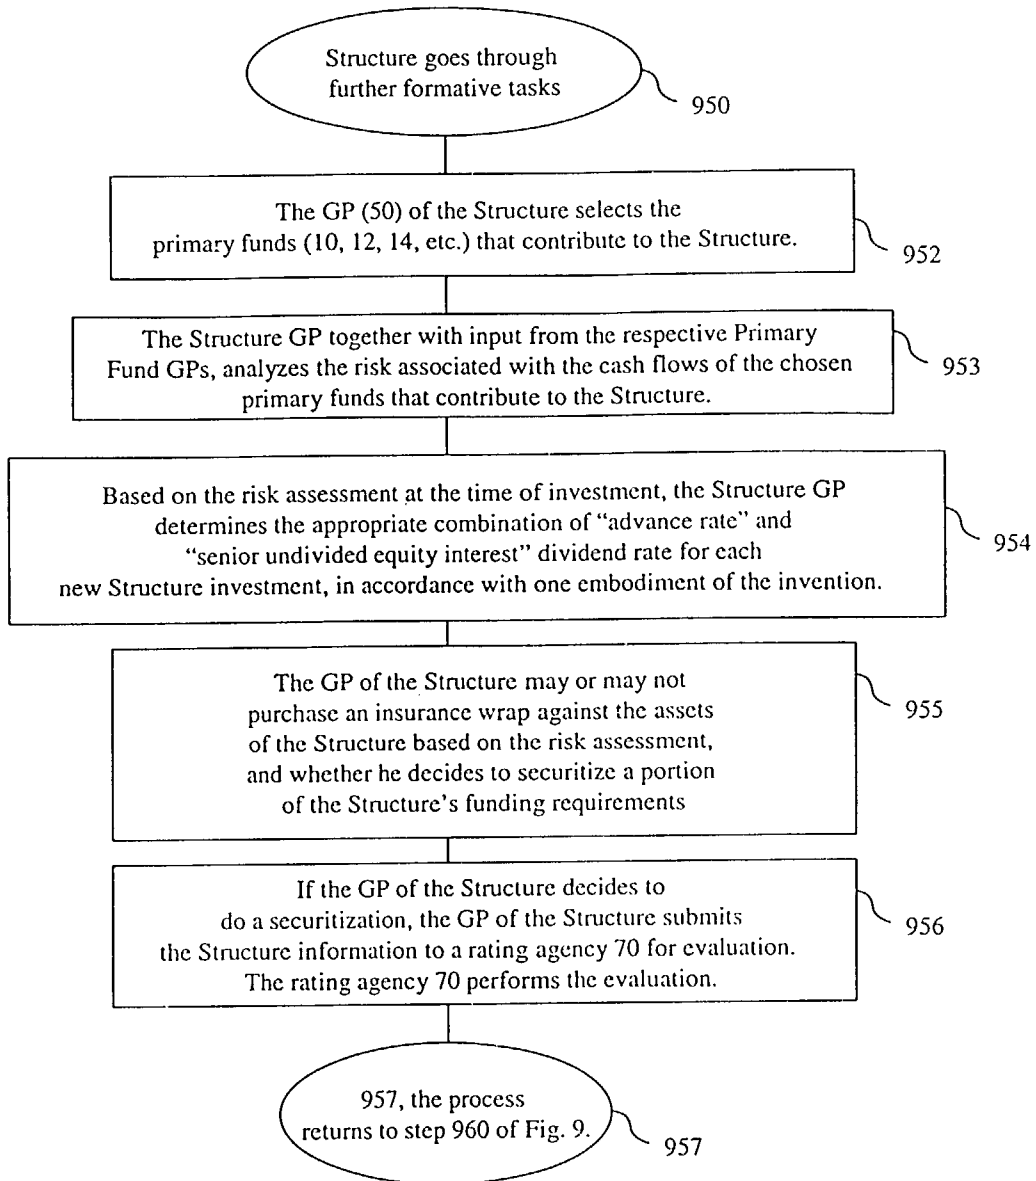 Structure goes through
further formative tasks
950
The GP (50) of the Structure selects the
primary funds (10, 12, 14, etc.) that contribute to the Structure.
952
The Structure GP together with input from the respective Primary
Fund GPs, analyzes the risk associated with the cash flows of the chosen
primary funds that contribute to the Structure.
953
Based on the risk assessment at the time of investment, the Structure GP
determines the appropriate combination of “advance rate” and
“senior undivided equity interest” dividend rate for each
new Structure investment, in accordance with one embodiment of the invention.
954
The GP of the Structure may or may not
purchase an insurance wrap against the assets
of the Structure based on the risk assessment,
and whether he decides to securitize a portion
of the Structure's funding requirements
955
If the GP of the Structure decides to
do a securitization, the GP of the Structure submits
the Structure information to a rating agency 70 for evaluation.
The rating agency 70 performs the evaluation.
956
957, the process
returns to step 960 of Fig. 9.
957